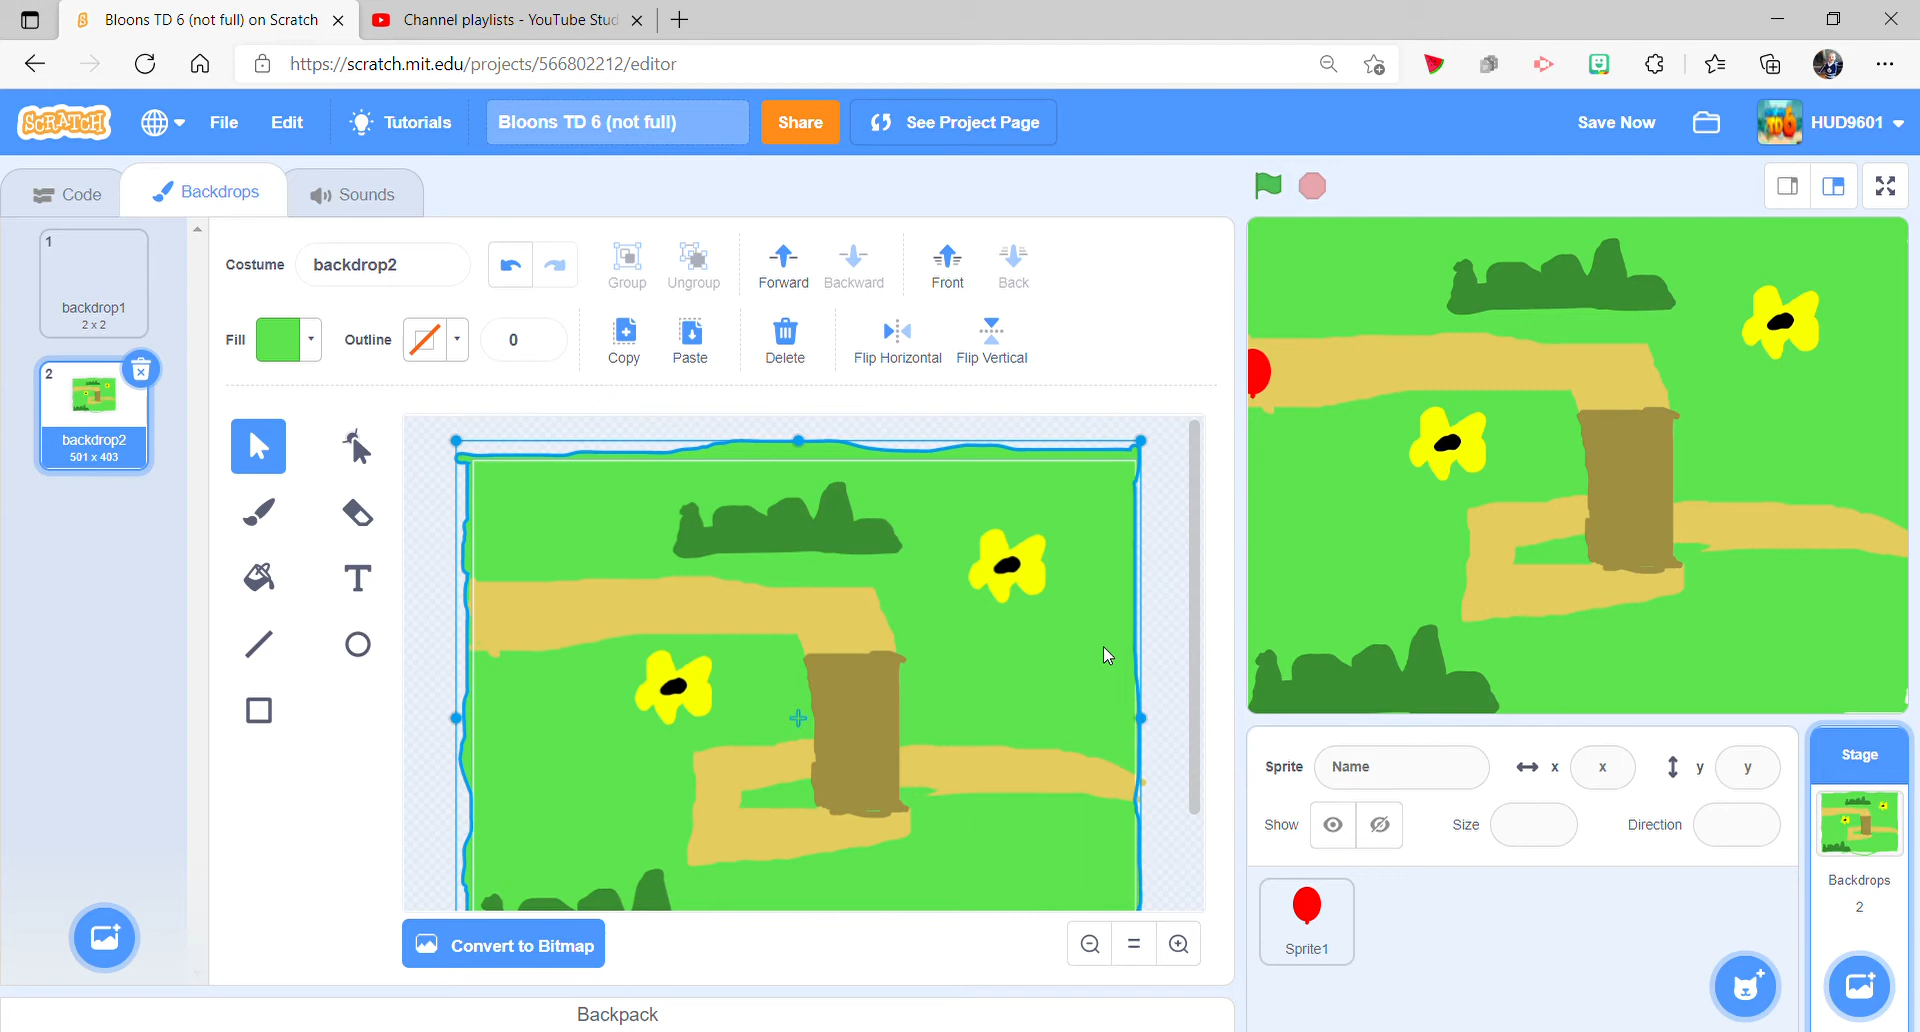 Bloons TD 6 (not full) on Scratch
Channel playlists - YouTube Stud
https://scratch.mit.edu/projects/566802212/editor
SCRATCH
File
Edit
Tutorials
Bloons TD 6 (not full)
Share
See Project Page
Save Now
HUD9601
Code
Backdrops
Sounds
1
backdrop1
2 x 2
2
backdrop2
501 x 403
Costume
backdrop2
Group
Ungroup
Forward
Backward
Front
Back
Fill
Outline
0
Copy
Paste
Delete
Flip Horizontal
Flip Vertical
Convert to Bitmap
Backpack
Sprite
Name
x
x
y
y
Show
Size
Direction
Sprite1
Stage
Backdrops
2